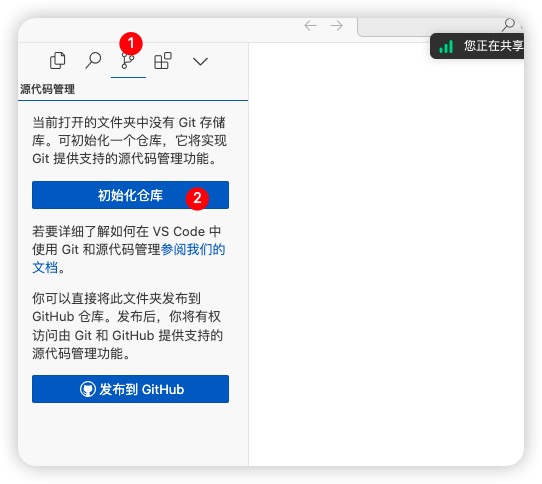 1
您正在共享
源代码管理
当前打开的文件夹中没有 Git 存储
库。可初始化一个仓库，它将实现
Git 提供支持的源代码管理功能。
初始化仓库
2
若要详细了解如何在 VS Code 中
使用 Git 和源代码管理参阅我们的
文档。
你可以直接将此文件夹发布到
GitHub 仓库。发布后，你将有权
访问由 Git 和 GitHub 提供支持的
源代码管理功能。
发布到 GitHub